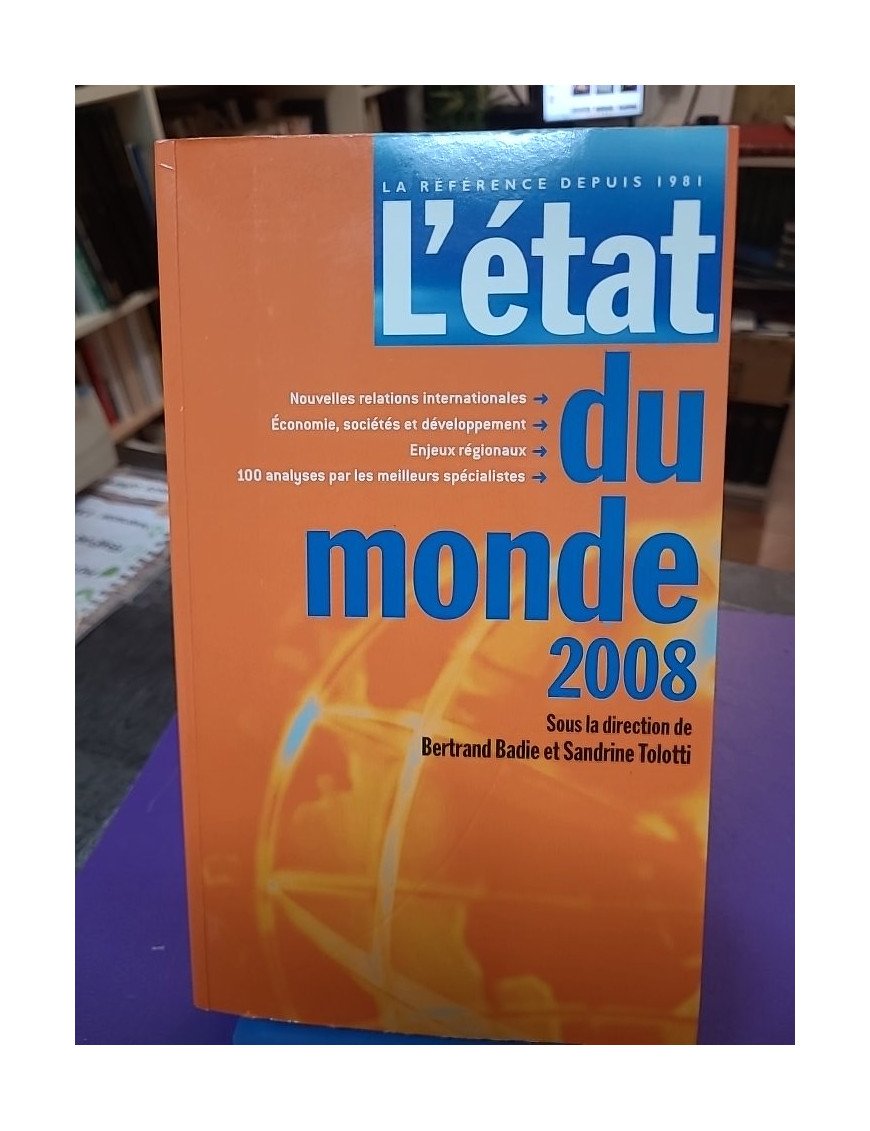 LA RÉFÉRENCE DEPUIS 1981
L'état
du
Nouvelles relations internationales →
Économie, sociétés et développement →
Enjeux régionaux →
100 analyses par les meilleurs spécialistes →
monde
2008
Sous la direction de
Bertrand Badie et Sandrine Tolotti